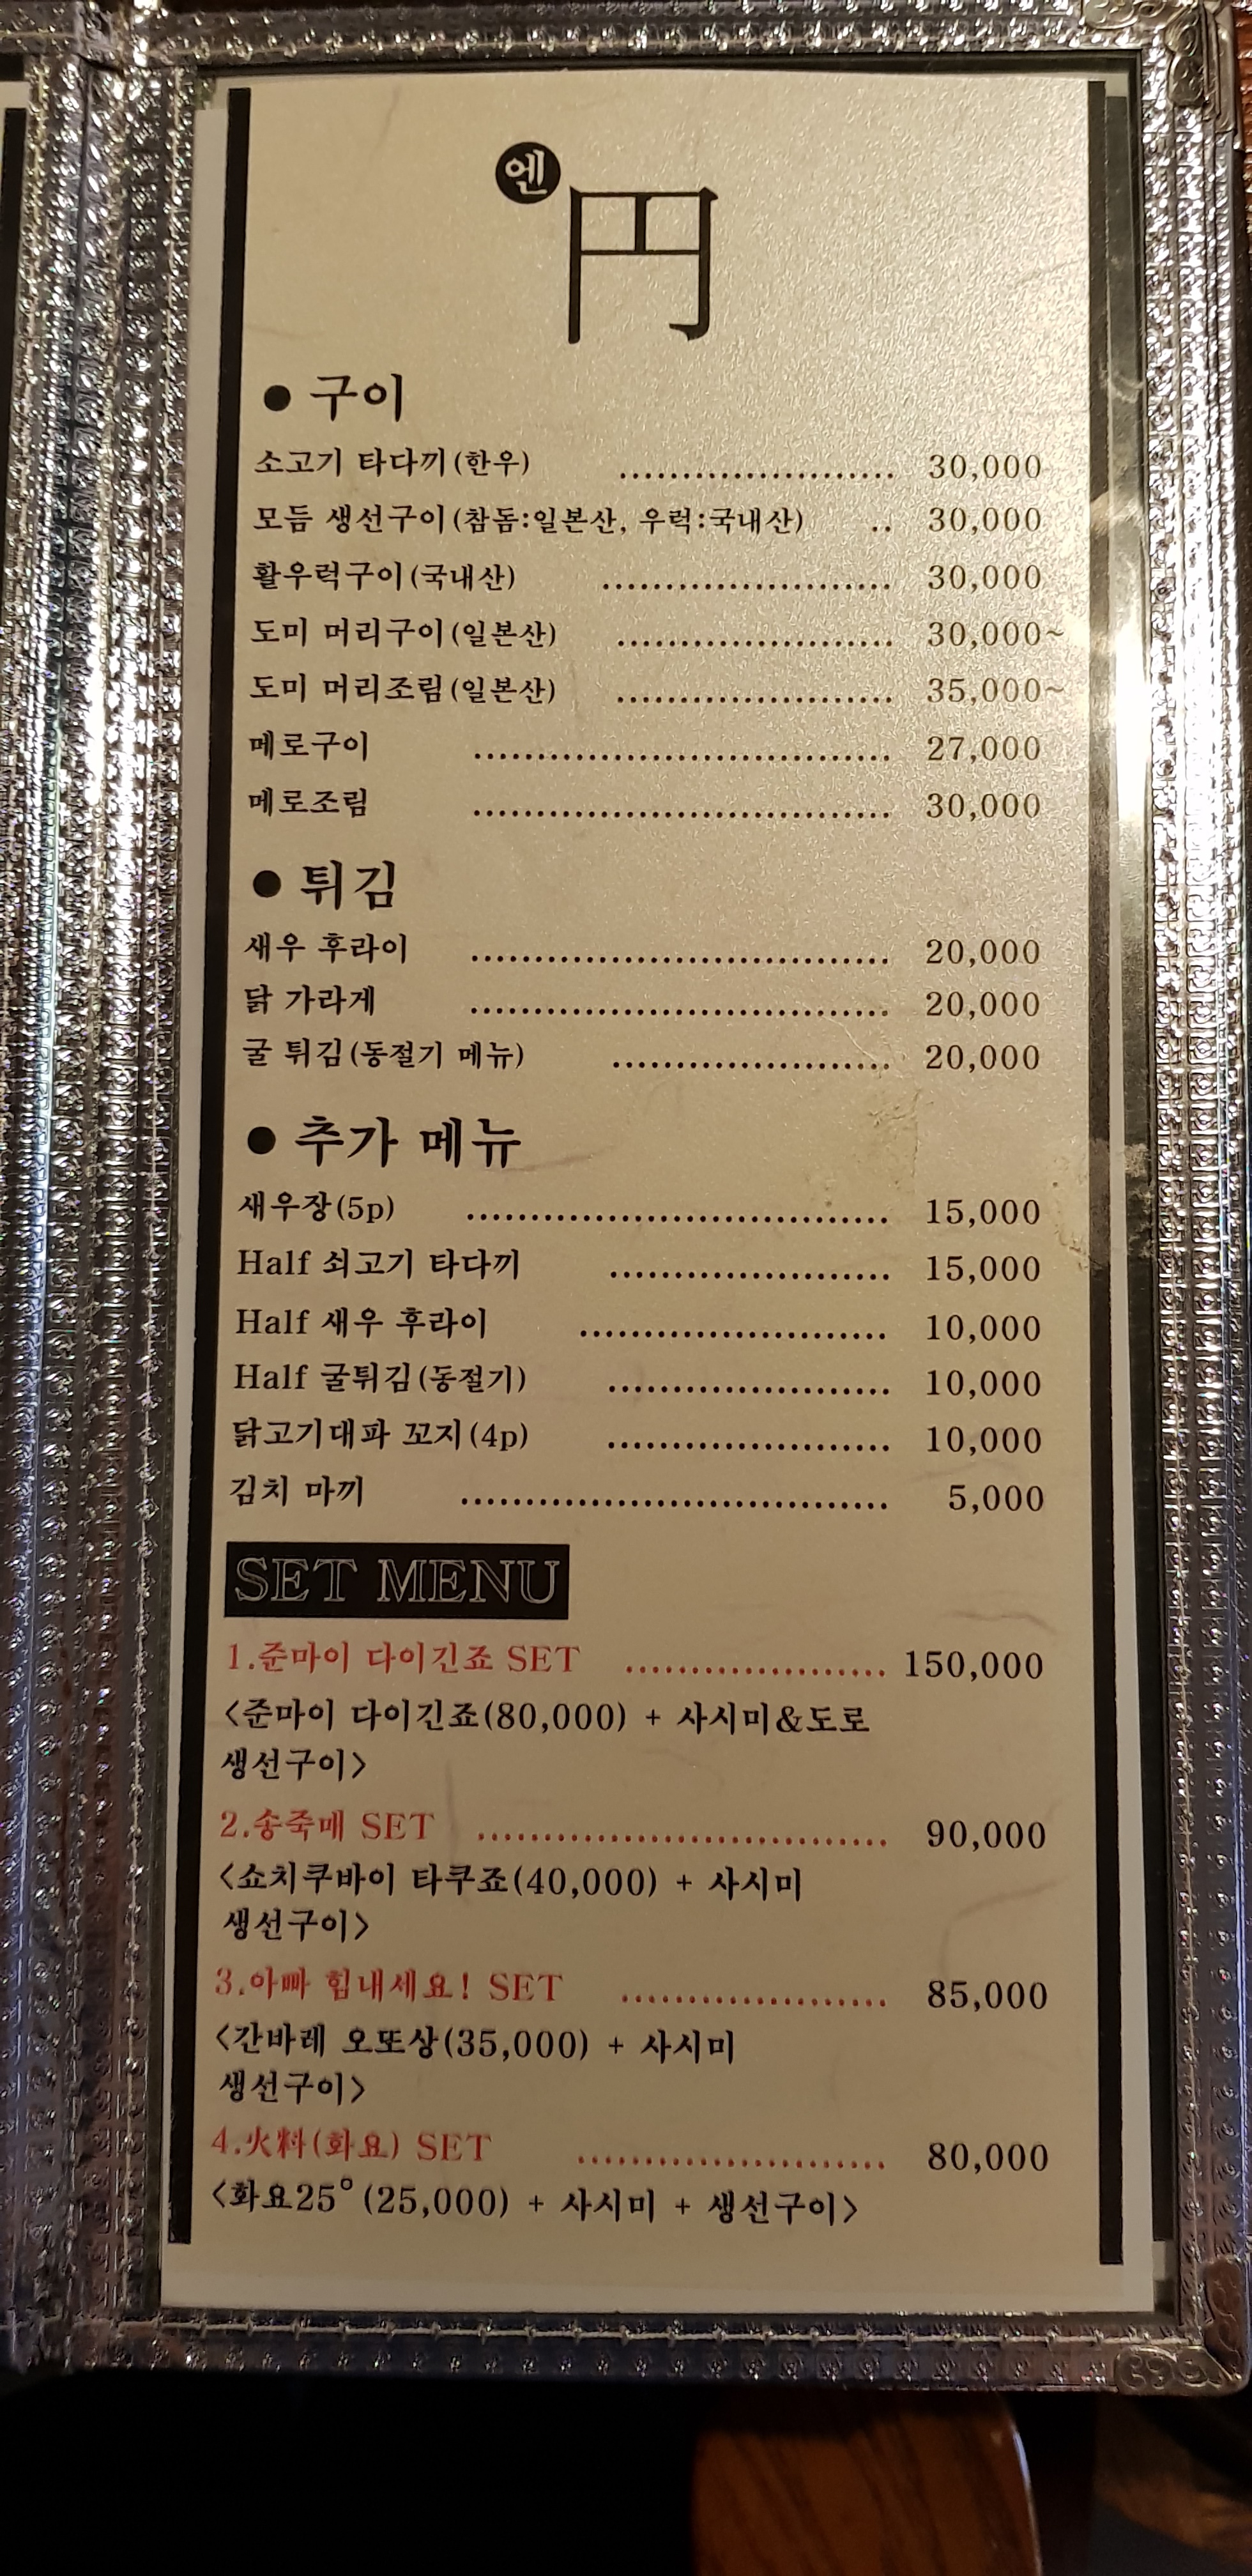 엔
円
● 구이
소고기 타다끼(한우) ...................... 30,000
모듬 생선구이(참돔:일본산, 우럭:국내산) .. 30,000
활우럭구이(국내산) ....................... 30,000
도미 머리구이(일본산) ...................... 30,000~
도미 머리조림(일본산) ...................... 35,000~
메로구이 ................................. 27,000
메로조림 ................................. 30,000
● 튀김
새우 후라이 ................................. 20,000
닭 가라게 ................................. 20,000
굴 튀김(동절기 메뉴) ...................... 20,000
● 추가 메뉴
새우장(5p) ................................. 15,000
Half 쇠고기 타다끼 ...................... 15,000
Half 새우 후라이 ........................ 10,000
Half 굴튀김(동절기) ...................... 10,000
닭고기대파 꼬지(4p) ...................... 10,000
김치 마끼 ................................. 5,000
SET MENU
1.준마이 다이긴죠 SET .................... 150,000
<준마이 다이긴죠(80,000) + 사시미&도로
생선구이>
2.송죽매 SET ................................ 90,000
<쇼치쿠바이 타쿠죠(40,000) + 사시미
생선구이>
3.아빠 힘내세요! SET .................... 85,000
<간바레 오또상(35,000) + 사시미
생선구이>
4.火料(화요) SET ........................ 80,000
<화요25°(25,000) + 사시미 + 생선구이>